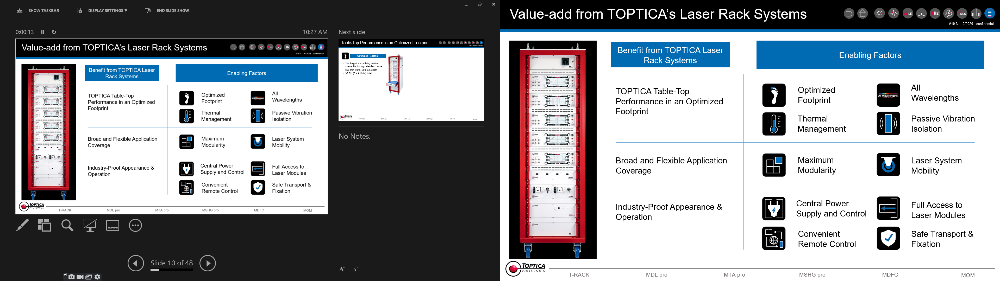 SHOW TASKBAR
DISPLAY SETTINGS ▼
END SLIDE SHOW
0:00:13
10:27 AM
Value-add from TOPTICA's Laser Rack Systems
V10.3 · 10/2020 · confidential
MLE
THz
TDLS
Benefit from TOPTICA Laser
Rack Systems
Enabling Factors
TOPTICA Table-Top
Performance in an Optimized
Footprint
Optimized
Footprint
All Wavelengths.
All
Wavelengths
Thermal
Management
Passive Vibration
Isolation
Broad and Flexible Application
Coverage
Maximum
Modularity
Laser System
Mobility
Industry-Proof Appearance &
Operation
Central Power
Supply and Control
Full Access to
Laser Modules
Convenient
Remote Control
Safe Transport &
Fixation
TOPTICA
PHOTONICS
T-RACK
MDL pro
MTA pro
MSHG pro
MDFC
MOM
Slide 10 of 48
Next slide
Table-Top Performance in an Optimized Footprint
Optimized Footprint
• 2 m height: maximizing vertical
space, fits through standard doors
• 600 mm width, 800 mm depth
• 38 RU (Rack Units) total
TOPTICA
T-RACK
MDL pro
MTA pro
MSHG pro
MDFC
MOM
No Notes.
A
A
Value-add from TOPTICA's Laser Rack Systems
MLE
THz
TDLS
V10.3 · 10/2020 · confidential
Benefit from TOPTICA Laser
Rack Systems
Enabling Factors
TOPTICA Table-Top
Performance in an Optimized
Footprint
Optimized
Footprint
All Wavelengths.
All
Wavelengths
Thermal
Management
Passive Vibration
Isolation
Broad and Flexible Application
Coverage
Maximum
Modularity
Laser System
Mobility
Industry-Proof Appearance &
Operation
Central Power
Supply and Control
Full Access to
Laser Modules
Convenient
Remote Control
Safe Transport &
Fixation
TOPTICA
PHOTONICS
T-RACK
MDL pro
MTA pro
MSHG pro
MDFC
MOM